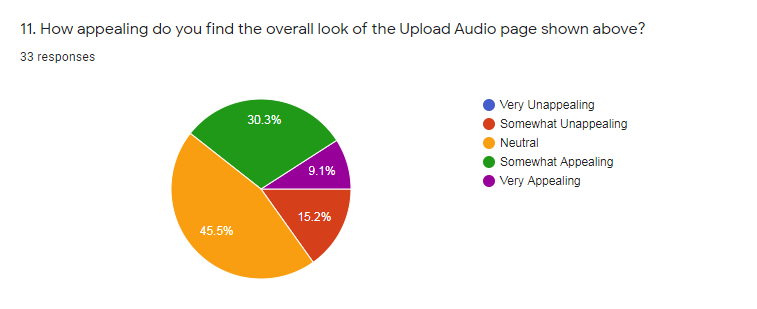 11. How appealing do you find the overall look of the Upload Audio page shown above?
33 responses
30.3%
9.1%
15.2%
45.5%
Very Unappealing
Somewhat Unappealing
Neutral
Somewhat Appealing
Very Appealing